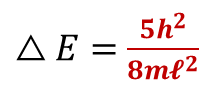 △ E = 5h² / 8mℓ²